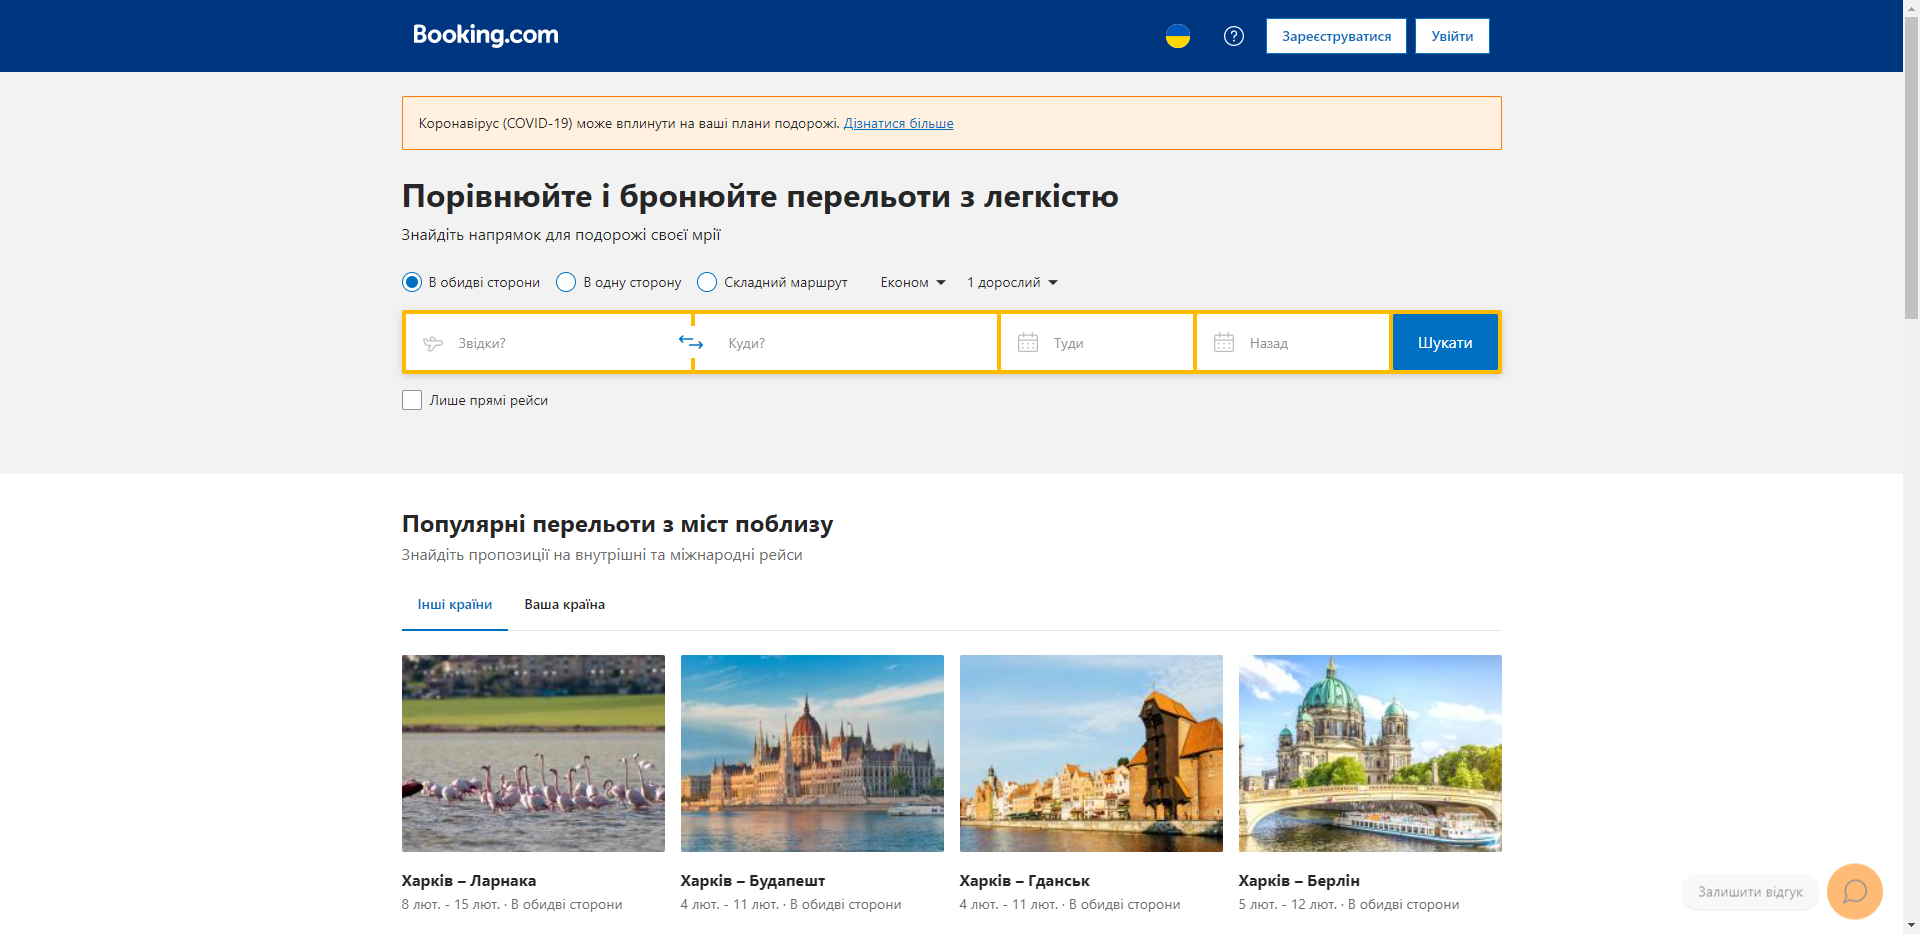 Booking.com
Зареєструватися
Увійти
Коронавірус (COVID-19) може вплинути на ваші плани подорожі. Дізнатися більше
Порівнюйте і бронюйте перельоти з легкістю
Знайдіть напрямок для подорожі своєї мрії
В обидві сторони
В одну сторону
Складний маршрут
Економ
1 дорослий
Звідки?
Куди?
Туди
Назад
Шукати
Лише прямі рейси
Популярні перельоти з міст поблизу
Знайдіть пропозиції на внутрішні та міжнародні рейси
Інші країни
Ваша країна
Харків – Ларнака
8 лют. - 15 лют. · В обидві сторони
Харків – Будапешт
4 лют. - 11 лют. · В обидві сторони
Харків – Гданськ
4 лют. - 11 лют. · В обидві сторони
Харків – Берлін
5 лют. - 12 лют. · В обидві сторони
Залишити відгук